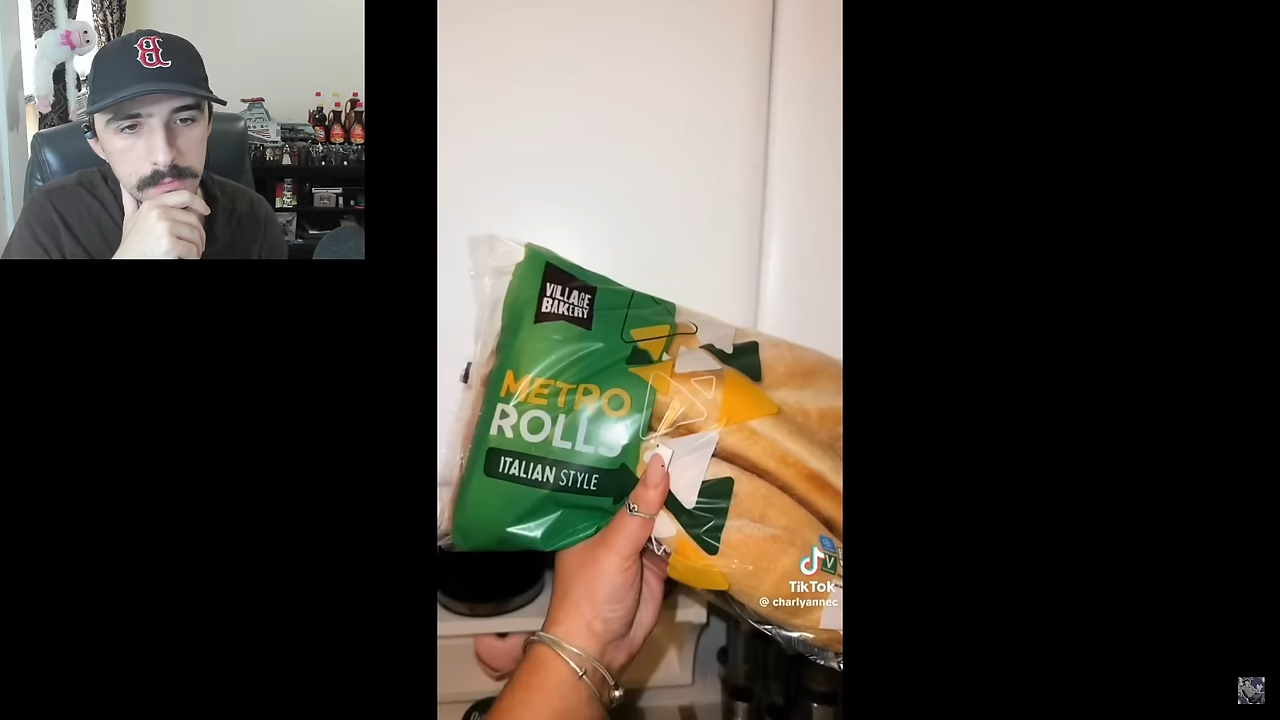 VILLAGE
BAKERY
METRO
ROLLS
ITALIAN STYLE
V
TikTok
@ charlyannec